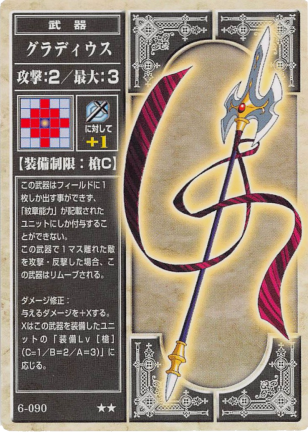 武器
グラディウス
攻撃:2/最大:3
に対して
+1
【装備制限:槍C】
この武器はフィールドに1
枚しか出す事ができず、
「紋章能力」が記載された
ユニットにしか付与するこ
とができない。
この武器で1マス離れた敵
を攻撃・反撃した場合、こ
の武器はリムーブされる。
ダメージ修正:
与えるダメージを+Xする。
Xはこの武器を装備したユニ
ットの「装備Lv[槍]
(C=1/B=2/A=3)」に
応じる。
6-090
★★